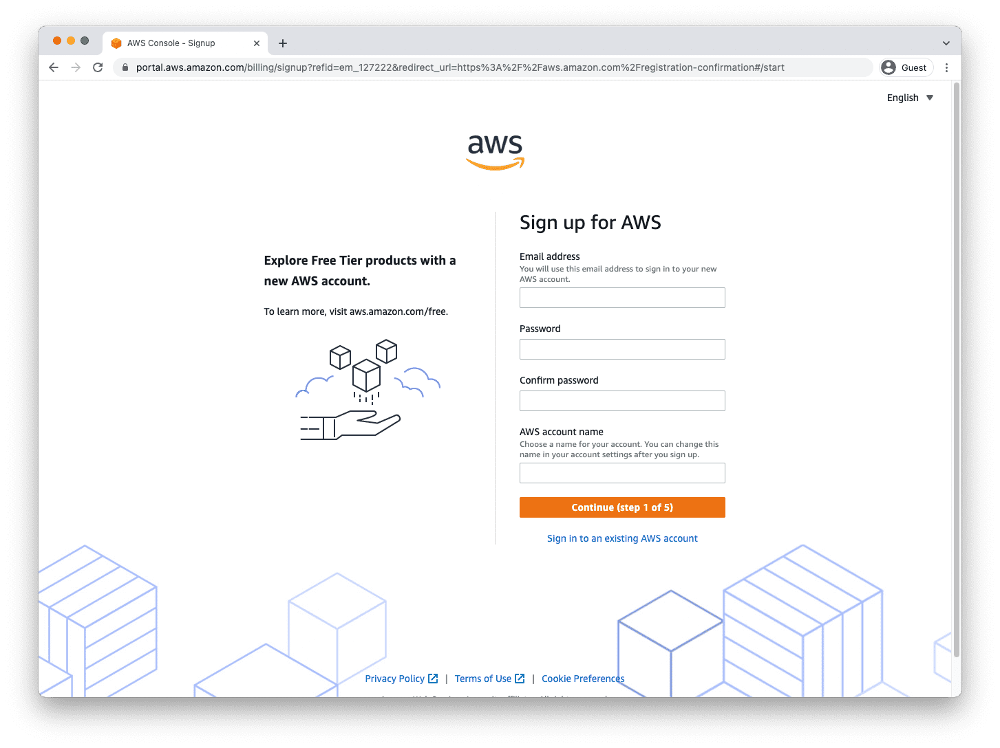 AWS Console - Signup
portal.aws.amazon.com/billing/signup?refid=em_127222&redirect_url=https%3A%2F%2Faws.amazon.com%2Fregistration-confirmation#/start
Guest
English
aws
Explore Free Tier products with a
new AWS account.
To learn more, visit aws.amazon.com/free.
Sign up for AWS
Email address
You will use this email address to sign in to your new
AWS account.
Password
Confirm password
AWS account name
Choose a name for your account. You can change this
name in your account settings after you sign up.
Continue (step 1 of 5)
Sign in to an existing AWS account
Privacy Policy | Terms of Use | Cookie Preferences